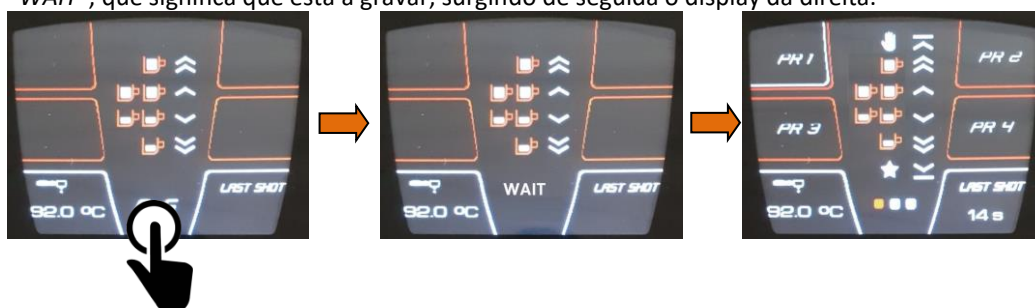 "WAIT", que significa que está a gravar, surgindo de seguida o display da direita.
92.0 ºC
LAST SHOT
WAIT
92.0 ºC
LAST SHOT
PR 1
PR 2
PR 3
PR 4
92.0 ºC
LAST SHOT
14 s